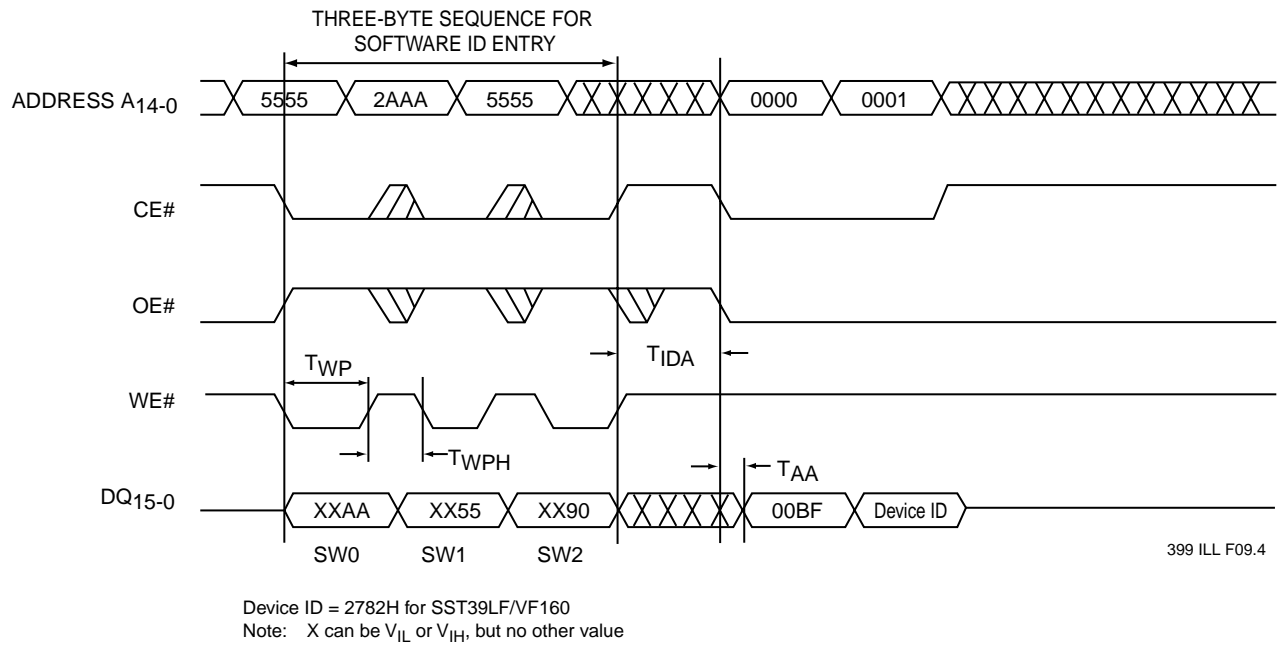 THREE-BYTE SEQUENCE FOR
SOFTWARE ID ENTRY
ADDRESS A14-0
5555
2AAA
5555
0000
0001
CE#
OE#
TIDA
TWP
WE#
TWPH
TAA
DQ15-0
XXAA
XX55
XX90
00BF
Device ID
SW0
SW1
SW2
399 ILL F09.4
Device ID = 2782H for SST39LF/VF160
Note: X can be VIL or VIH, but no other value